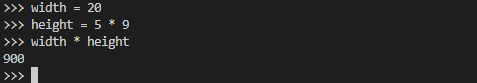 >>> width = 20
>>> height = 5 * 9
>>> width * height
900
>>>